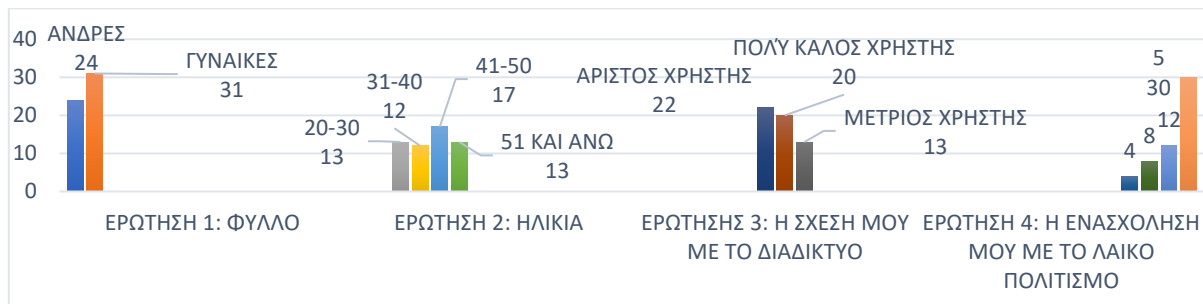 40
30
20
10
0
ΑΝΔΡΕΣ
24
ΓΥΝΑΙΚΕΣ
31
20-30
13
31-40
12
41-50
17
51 ΚΑΙ ΑΝΩ
13
ΑΡΙΣΤΟΣ ΧΡΗΣΤΗΣ
22
ΠΟΛΎ ΚΑΛΟΣ ΧΡΗΣΤΗΣ
20
ΜΕΤΡΙΟΣ ΧΡΗΣΤΗΣ
13
4
8
12
5
30
ΕΡΩΤΗΣΗ 1: ΦΥΛΛΟ
ΕΡΩΤΗΣΗ 2: ΗΛΙΚΙΑ
ΕΡΩΤΗΣΗΣ 3: Η ΣΧΕΣΗ ΜΟΥ
ΜΕ ΤΟ ΔΙΑΔΙΚΤΥΟ
ΕΡΩΤΗΣΗ 4: Η ΕΝΑΣΧΟΛΗΣΗ
ΜΟΥ ΜΕ ΤΟ ΛΑΙΚΟ
ΠΟΛΙΤΙΣΜΟ